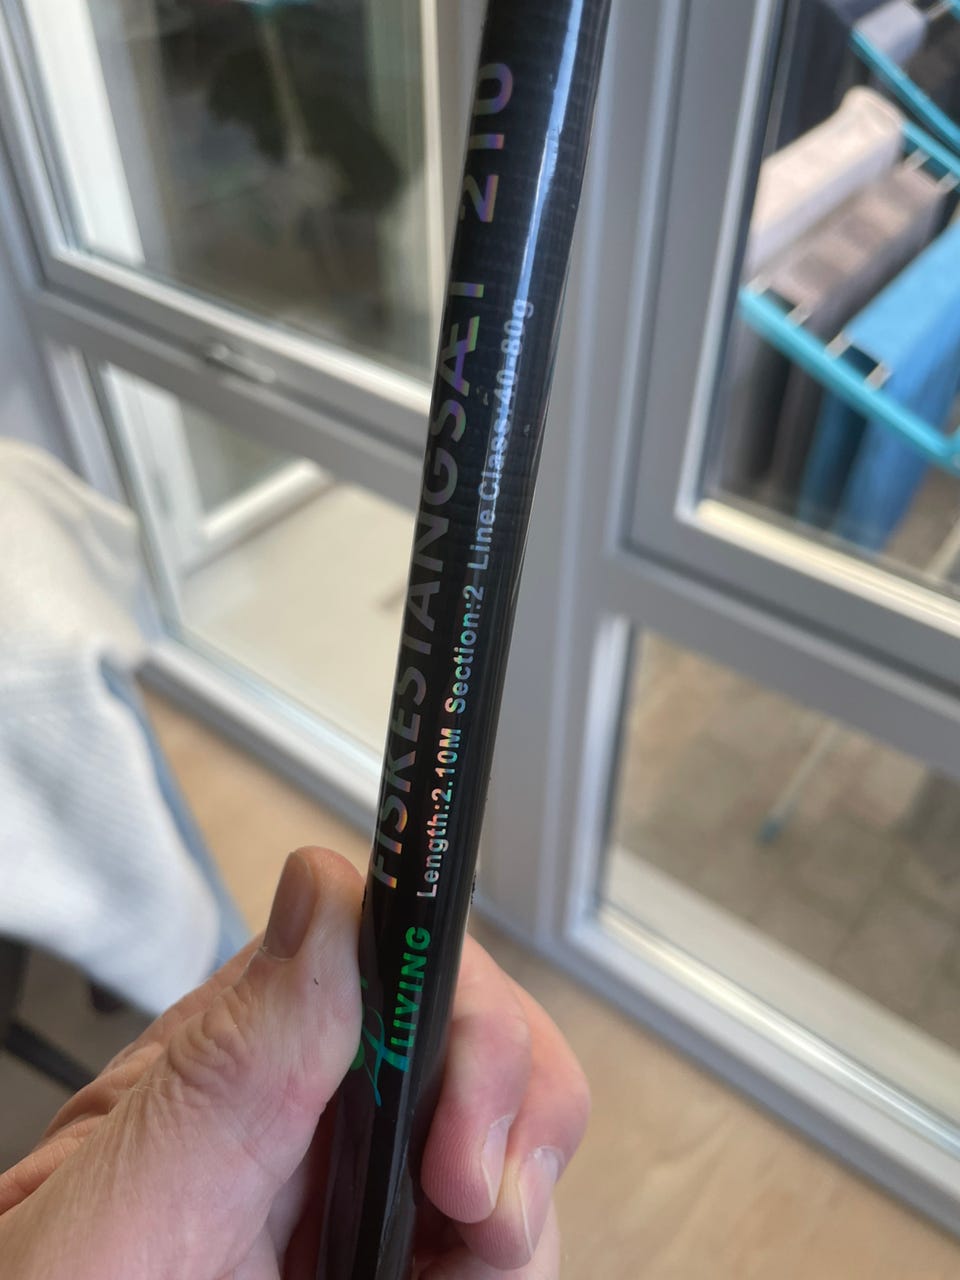 FISKESTANGSÆT 210
LIVING Length:2.10M Section:2 Line Class:40-80g